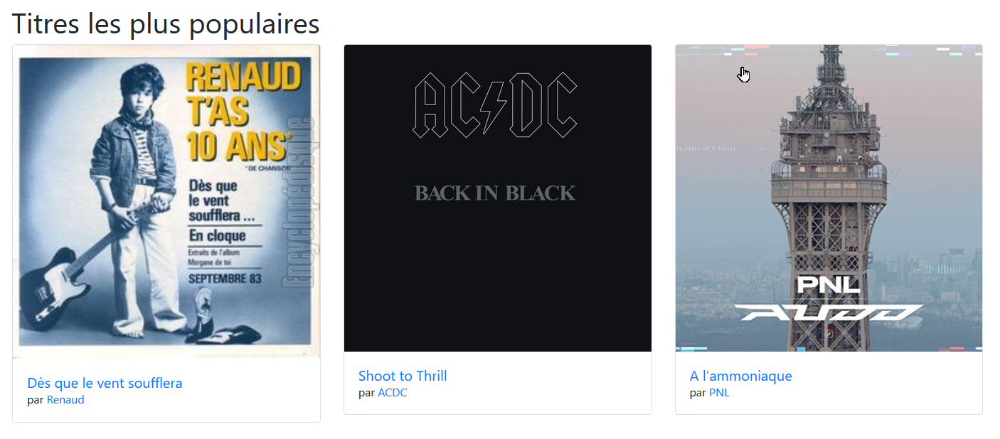 Titres les plus populaires
RENAUD
T'AS
10 ANS*
* DE CHANSON
Dès que
le vent
soufflera ...
En cloque
Extraits de l'album
Morgane de toi
SEPTEMBRE 83
Encyclopédisque
Dès que le vent soufflera
par Renaud
AC DC
BACK IN BLACK
Shoot to Thrill
par ACDC
PNL
A l'ammoniaque
par PNL